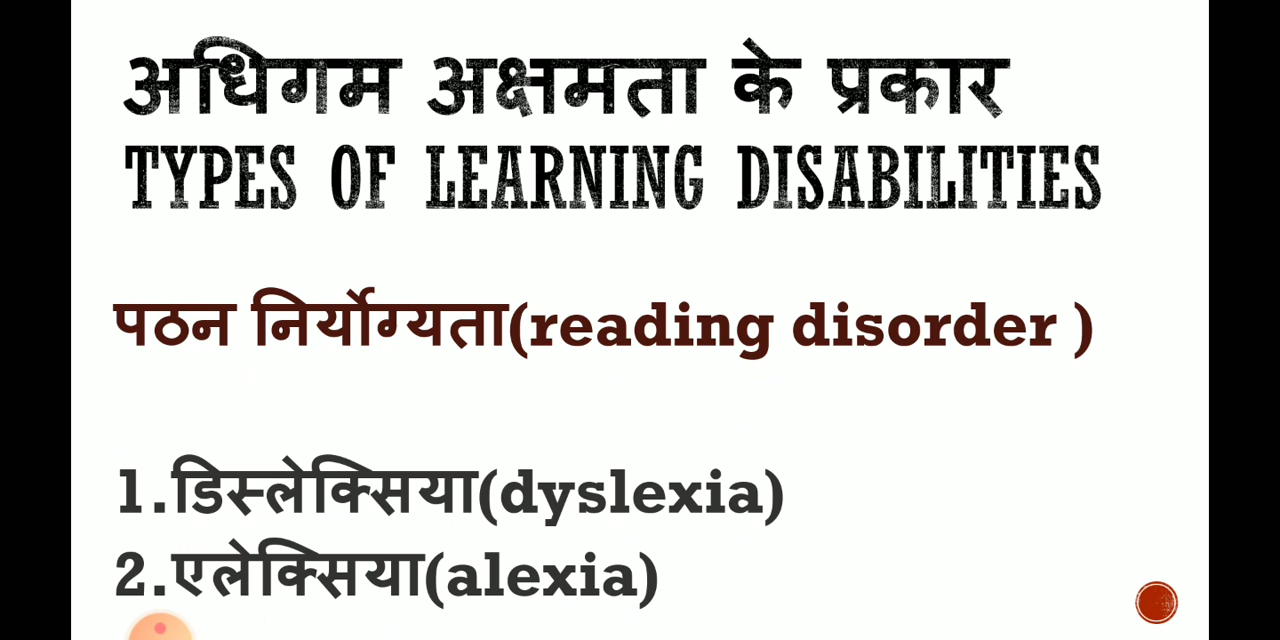 अधिगम अक्षमता के प्रकार
TYPES OF LEARNING DISABILITIES
पठन निर्योग्यता(reading disorder )
1.डिस्लेक्सिया(dyslexia)
2.एलेक्सिया(alexia)